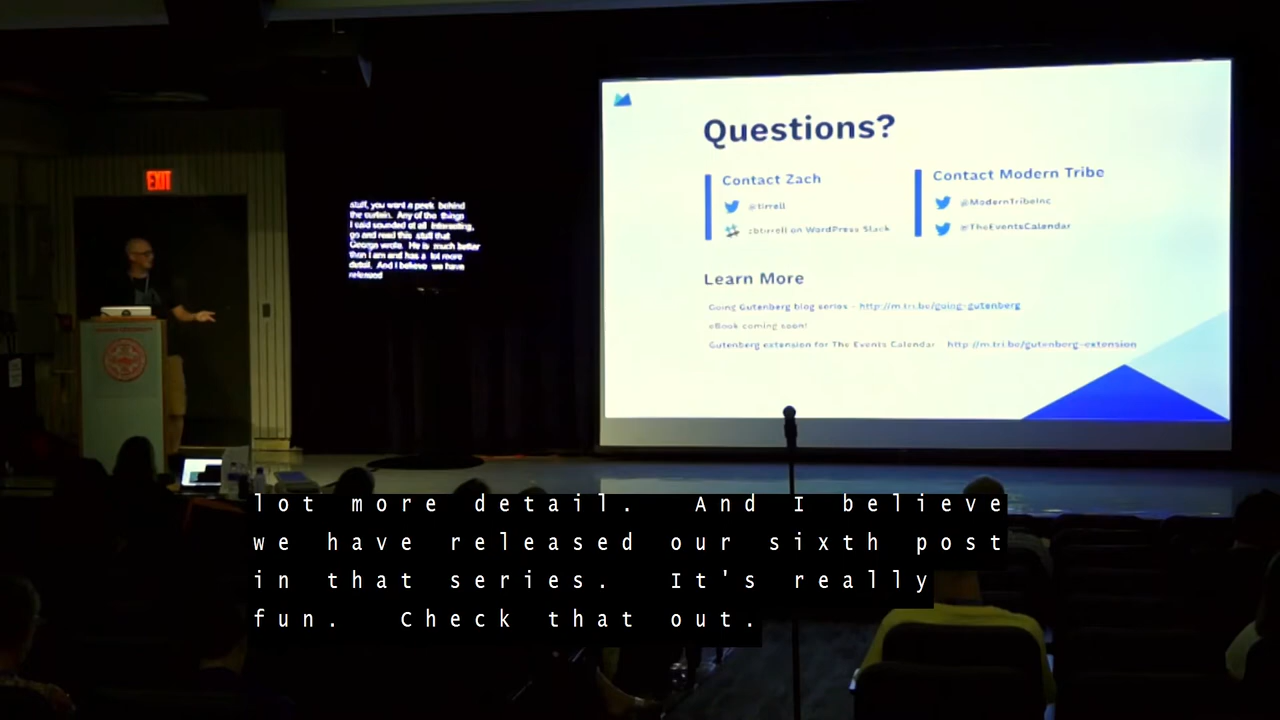 EXIT
stuff, you want a peek behind
the curtain. Any of the things
I said sounded at all interesting,
go and read this stuff that
George wrote. He is much better
than I am and has a lot more
detail. And I believe we have
released
Questions?
Contact Zach
@tirrell
zbtirrell on WordPress Slack
Contact Modern Tribe
@ModernTribeInc
@TheEventsCalendar
Learn More
Going Gutenberg blog series - http://m.tri.be/going-gutenberg
eBook coming soon!
Gutenberg extension for The Events Calendar http://m.tri.be/gutenberg-extension
lot more detail. And I believe
we have released our sixth post
in that series. It's really
fun. Check that out.